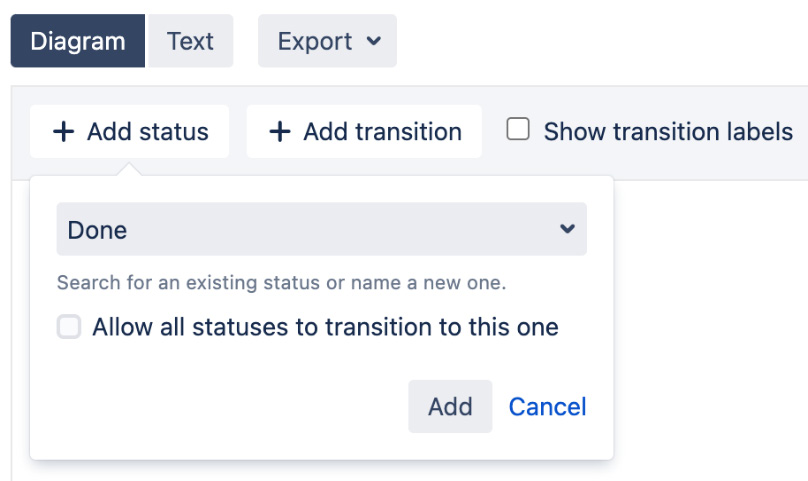 Diagram Text Export
+ Add status + Add transition Show transition labels
Done
Search for an existing status or name a new one.
Allow all statuses to transition to this one
Add Cancel